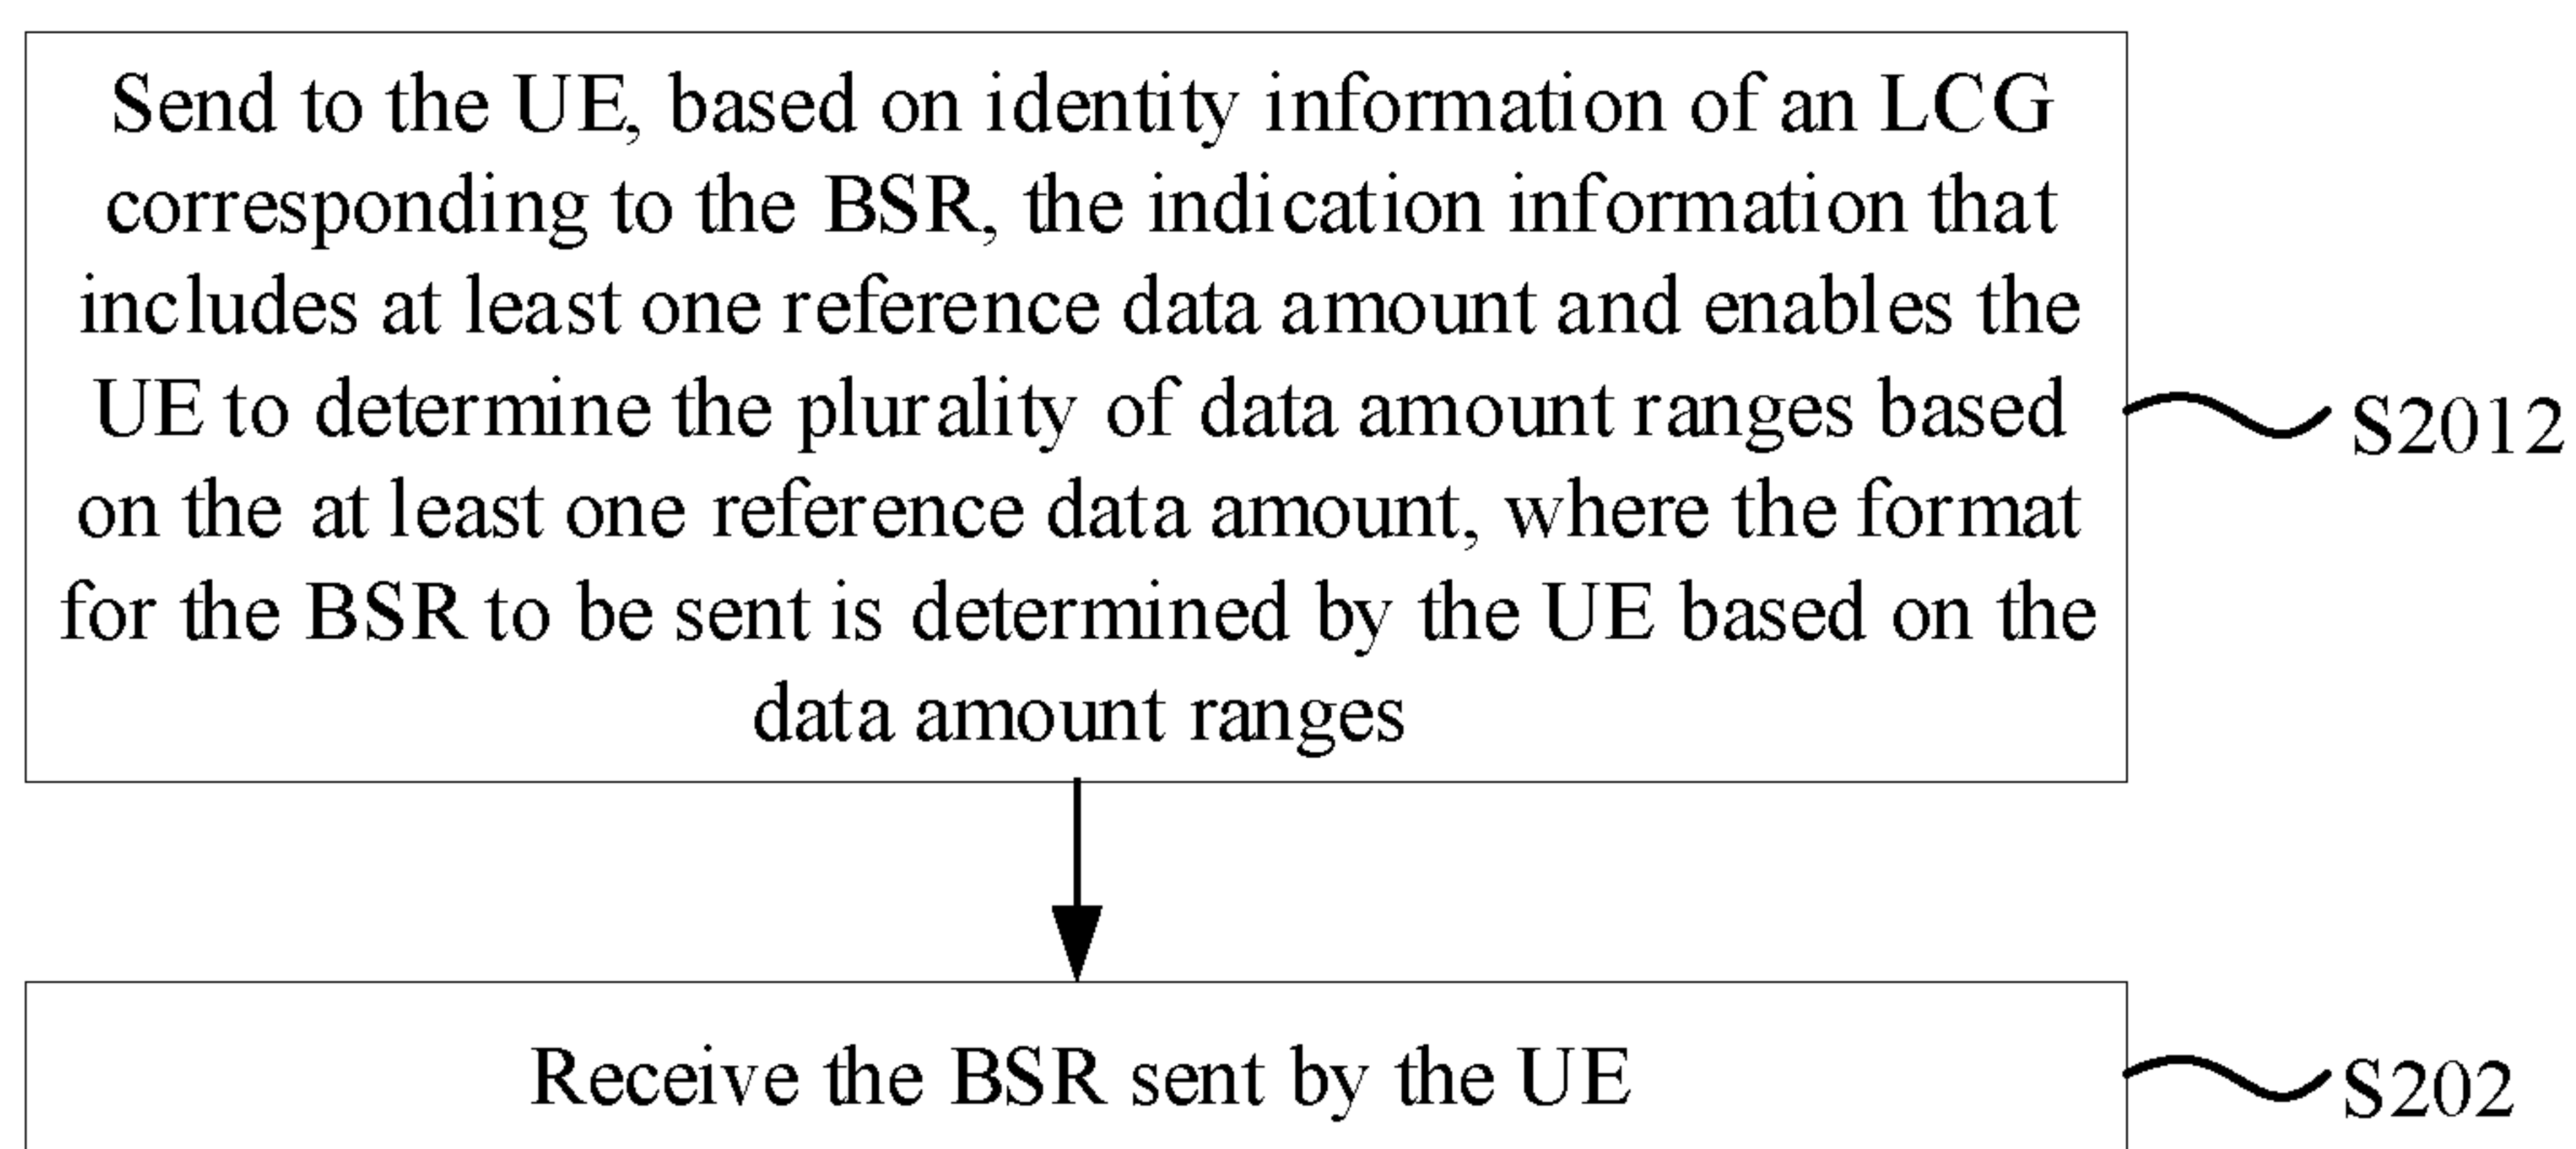 Send to the UE, based on identity information of an LCG
corresponding to the BSR, the indication information that
includes at least one reference data amount and enables the
UE to determine the plurality of data amount ranges based
on the at least one reference data amount, where the format
for the BSR to be sent is determined by the UE based on the
data amount ranges
S2012
Receive the BSR sent by the UE
S202